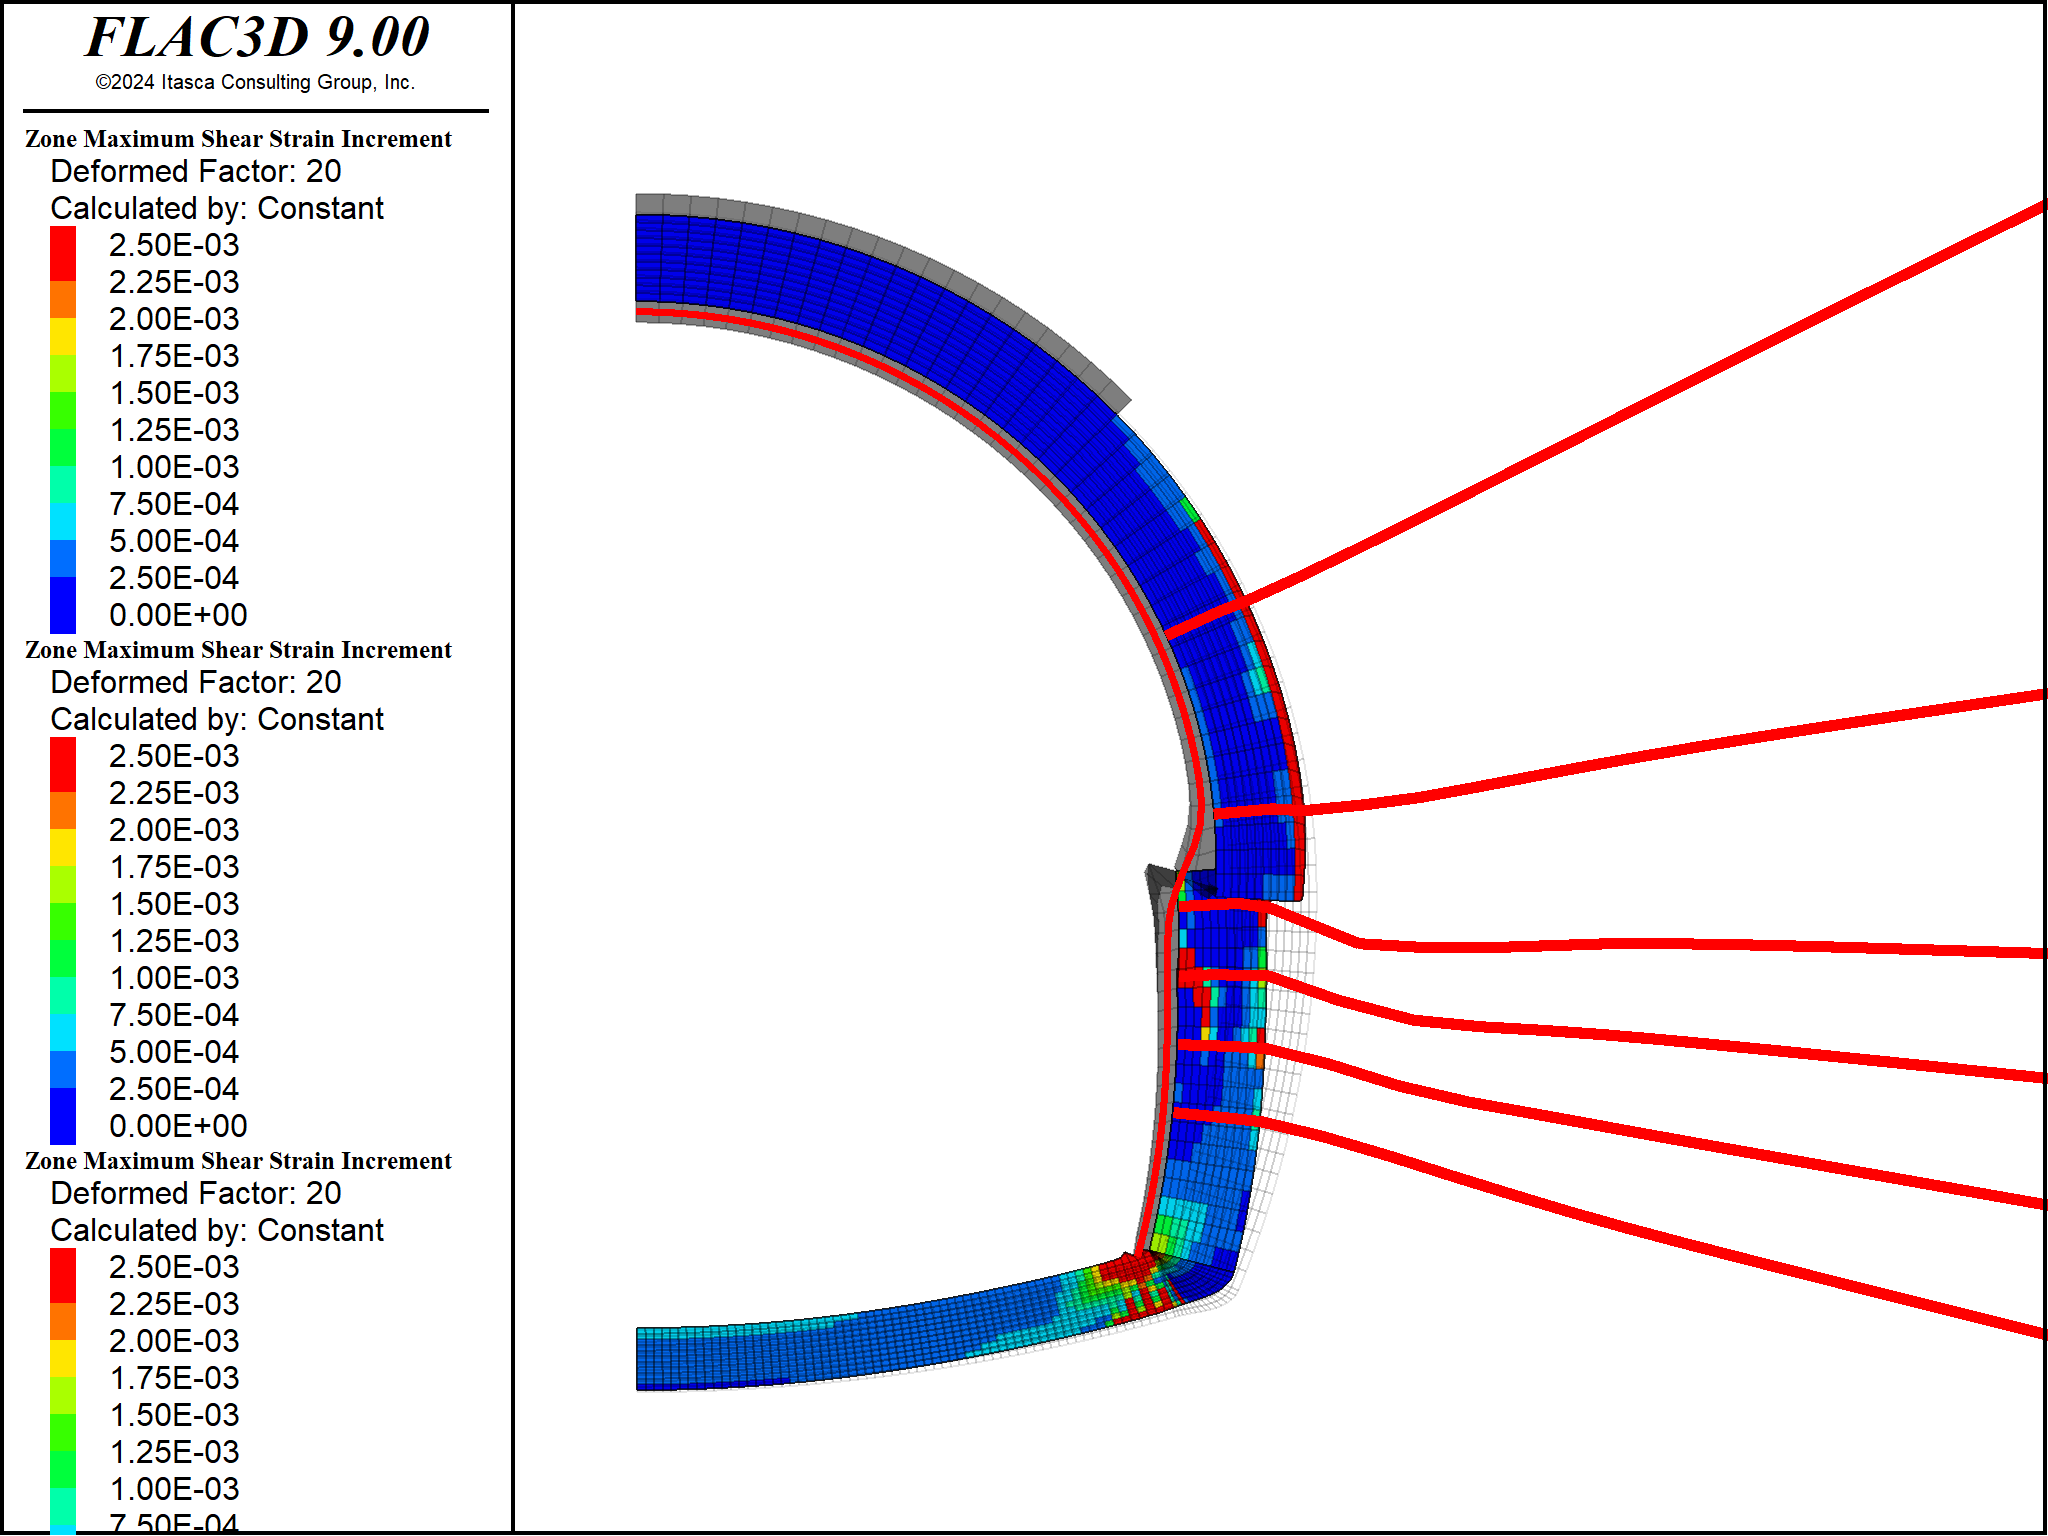 FLAC3D 9.00
©2024 Itasca Consulting Group, Inc.
Zone Maximum Shear Strain Increment
Deformed Factor: 20
Calculated by: Constant
2.50E-03
2.25E-03
2.00E-03
1.75E-03
1.50E-03
1.25E-03
1.00E-03
7.50E-04
5.00E-04
2.50E-04
0.00E+00
Zone Maximum Shear Strain Increment
Deformed Factor: 20
Calculated by: Constant
2.50E-03
2.25E-03
2.00E-03
1.75E-03
1.50E-03
1.25E-03
1.00E-03
7.50E-04
5.00E-04
2.50E-04
0.00E+00
Zone Maximum Shear Strain Increment
Deformed Factor: 20
Calculated by: Constant
2.50E-03
2.25E-03
2.00E-03
1.75E-03
1.50E-03
1.25E-03
1.00E-03
7.50E-04